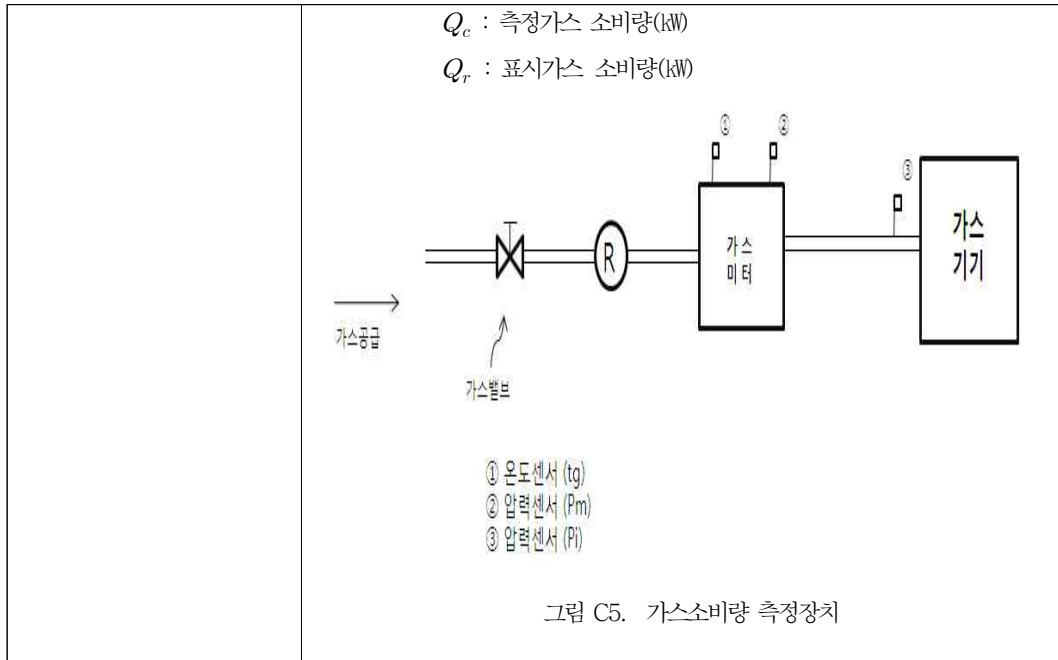 Q_c : 측정가스 소비량(㎾)
Q_r : 표시가스 소비량(㎾)
① ②
③
R
가스
미터
가스
기기
가스공급
가스밸브
① 온도센서 (tg)
② 압력센서 (Pm)
③ 압력센서 (Pi)
그림 C5. 가스소비량 측정장치